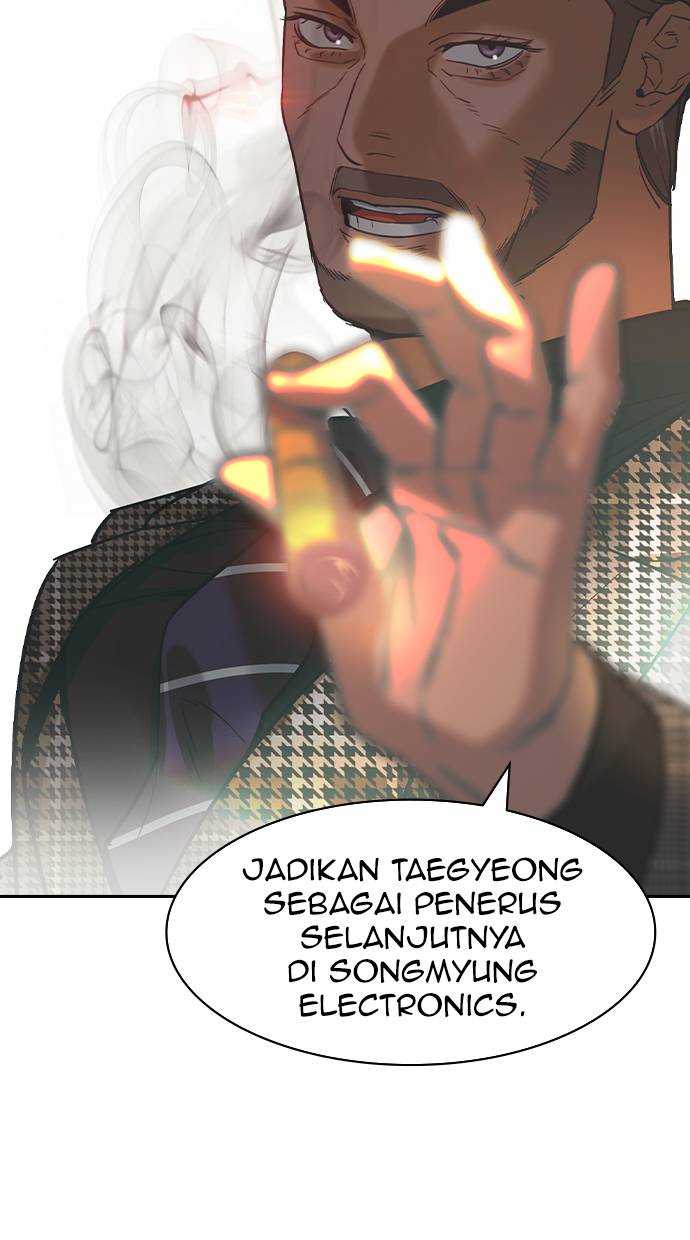 JADIKAN TAEGYEONG
SEBAGAI PENERUS
SELANJUTNYA
DI SONGMYUNG
ELECTRONICS.